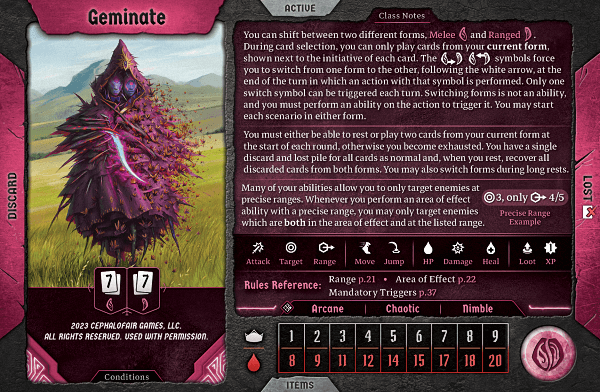 ACTIVE
Geminate
Class Notes
You can shift between two different forms, Melee and Ranged .
During card selection, you can only play cards from your current form,
shown next to the initiative of each card. The symbols force
you to switch from one form to the other, following the white arrow, at
the end of the turn in which an action with that symbol is performed. Only one
switch symbol can be triggered each turn. Switching forms is not an ability,
and you must perform an ability on the action to trigger it. You may start
each scenario in either form.
You must either be able to rest or play two cards from your current form at
the start of each round, otherwise you become exhausted. You have a single
discard and lost pile for all cards as normal and, when you rest, recover all
discarded cards from both forms. You may also switch forms during long rests.
Many of your abilities allow you to only target enemies at
precise ranges. Whenever you perform an area of effect
ability with a precise range, you may only target enemies
which are both in the area of effect and at the listed range.
3, only 4/5
Precise Range
Example
DISCARD
LOST
Attack Target Range Move Jump HP Damage Heal Loot XP
Rules Reference: Range p.21 • Area of Effect p.22
Mandatory Triggers p.37
Arcane Chaotic Nimble
7 7
1 2 3 4 5 6 7 8 9
8 9 11 12 14 15 17 18 20
2023 CEPHALOFAIR GAMES, LLC.
ALL RIGHTS RESERVED. USED WITH PERMISSION.
Conditions
ITEMS